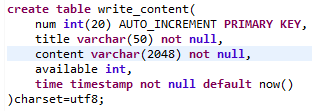 create table write_content(
num int(20) AUTO_INCREMENT PRIMARY KEY,
title varchar(50) not null,
content varchar(2048) not null,
available int,
time timestamp not null default now()
)charset=utf8;